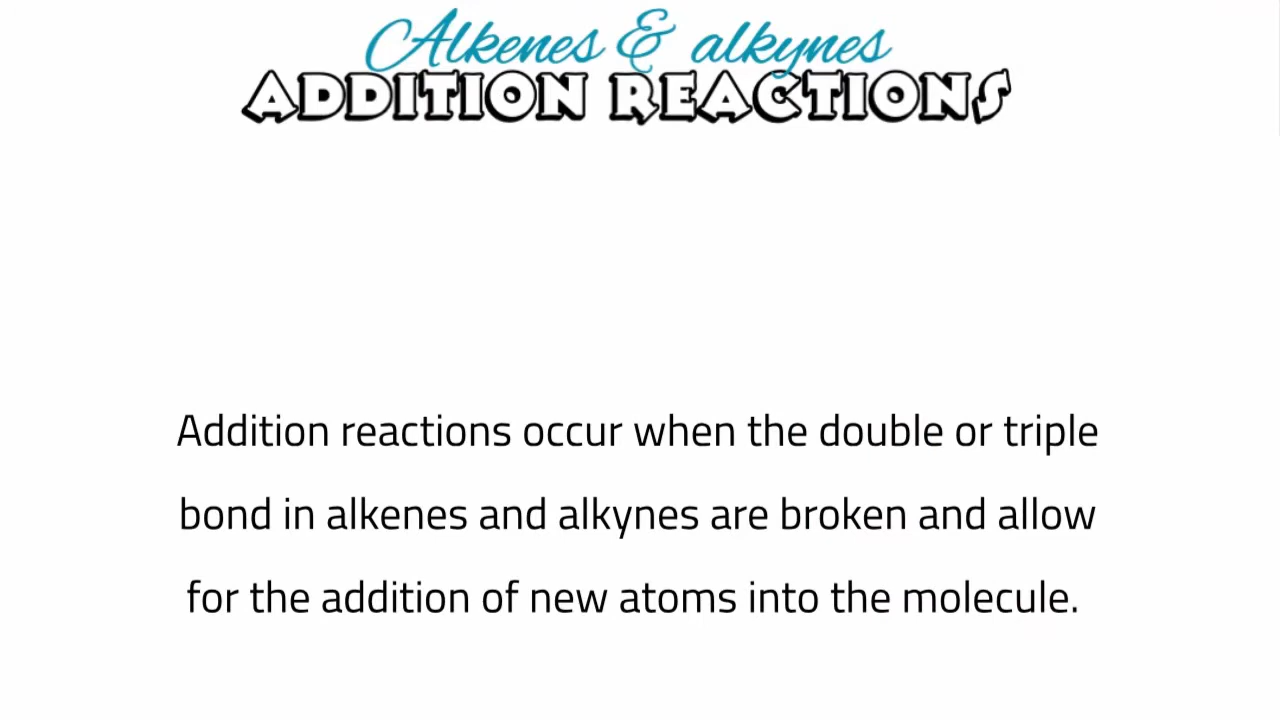 Alkenes & alkynes
ADDITION REACTIONS
Addition reactions occur when the double or triple
bond in alkenes and alkynes are broken and allow
for the addition of new atoms into the molecule.